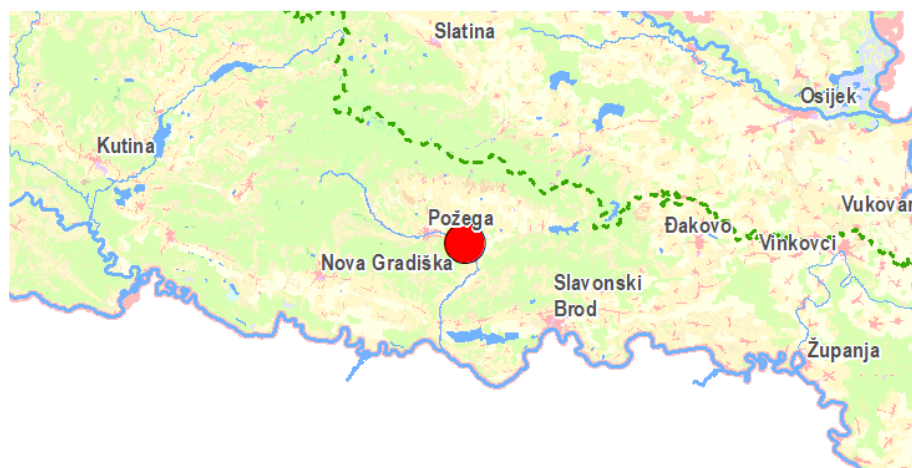 Slatina
Osijek
Kutina
Vukovar
Požega
Đakovo
Vinkovci
Nova Gradiška
Slavonski
Brod
Županja